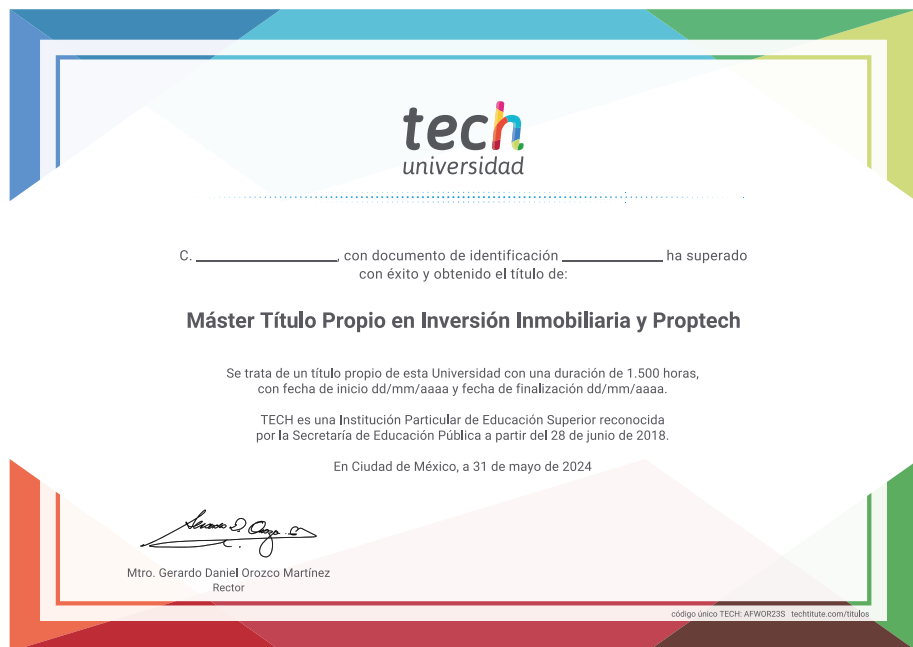 tech
universidad
C. ____________________, con documento de identificación ______________ ha superado
con éxito y obtenido el título de:
Máster Título Propio en Inversión Inmobiliaria y Proptech
Se trata de un título propio de esta Universidad con una duración de 1.500 horas,
con fecha de inicio dd/mm/aaaa y fecha de finalización dd/mm/aaaa.
TECH es una Institución Particular de Educación Superior reconocida
por la Secretaría de Educación Pública a partir del 28 de junio de 2018.
En Ciudad de México, a 31 de mayo de 2024
Mtro. Gerardo Daniel Orozco Martínez
Rector
código único TECH: AFWOR23S techtitute.com/titulos